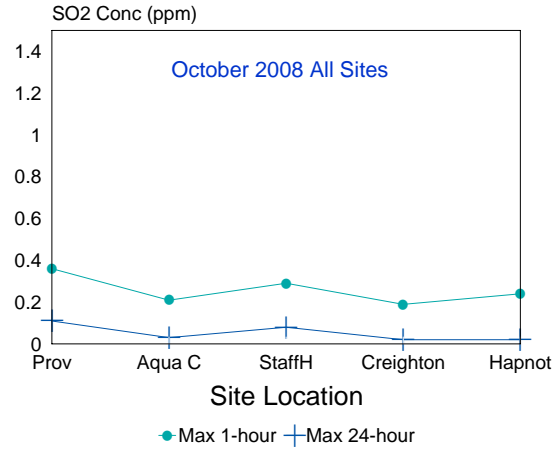 SO2 Conc (ppm)
October 2008 All Sites
1.4
1.2
1
0.8
0.6
0.4
0.2
0
Prov Aqua C StaffH Creighton Hapnot
Site Location
Max 1-hour Max 24-hour